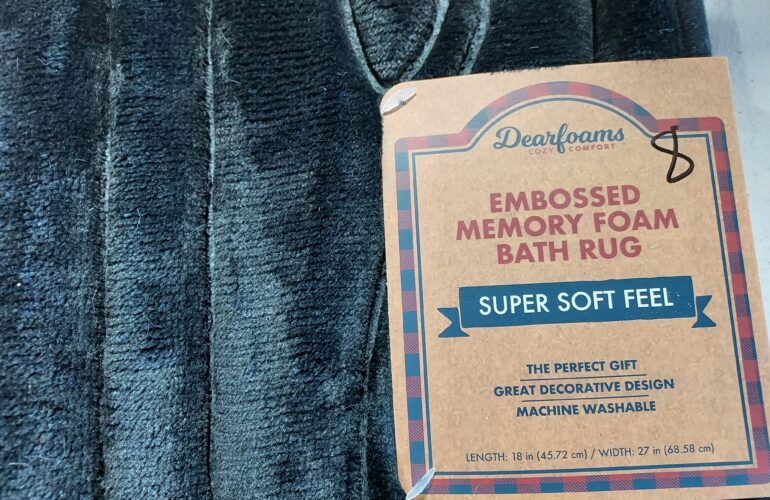 Dearfoams
COZY COMFORT
8
EMBOSSED
MEMORY FOAM
BATH RUG
SUPER SOFT FEEL
THE PERFECT GIFT
GREAT DECORATIVE DESIGN
MACHINE WASHABLE
LENGTH: 18 in (45.72 cm) / WIDTH: 27 in (68.58 cm)